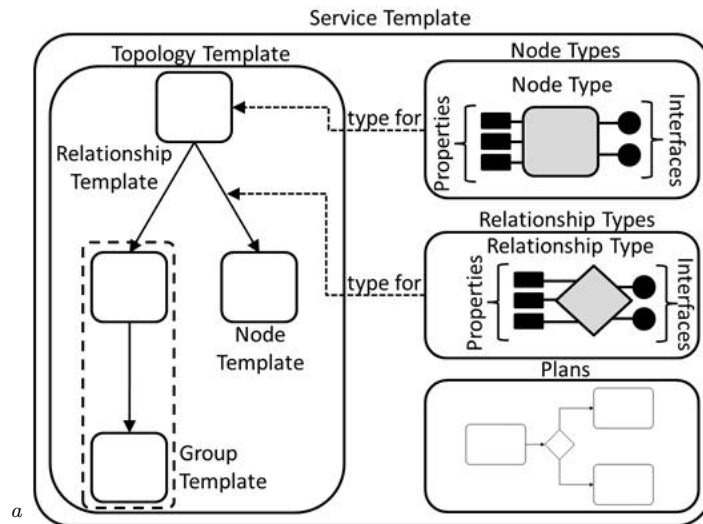 Service Template
Topology Template
Relationship
Template
Node
Template
Group
Template
type for
type for
Node Types
Node Type
Properties
Interfaces
Relationship Types
Relationship Type
Properties
Interfaces
Plans
a